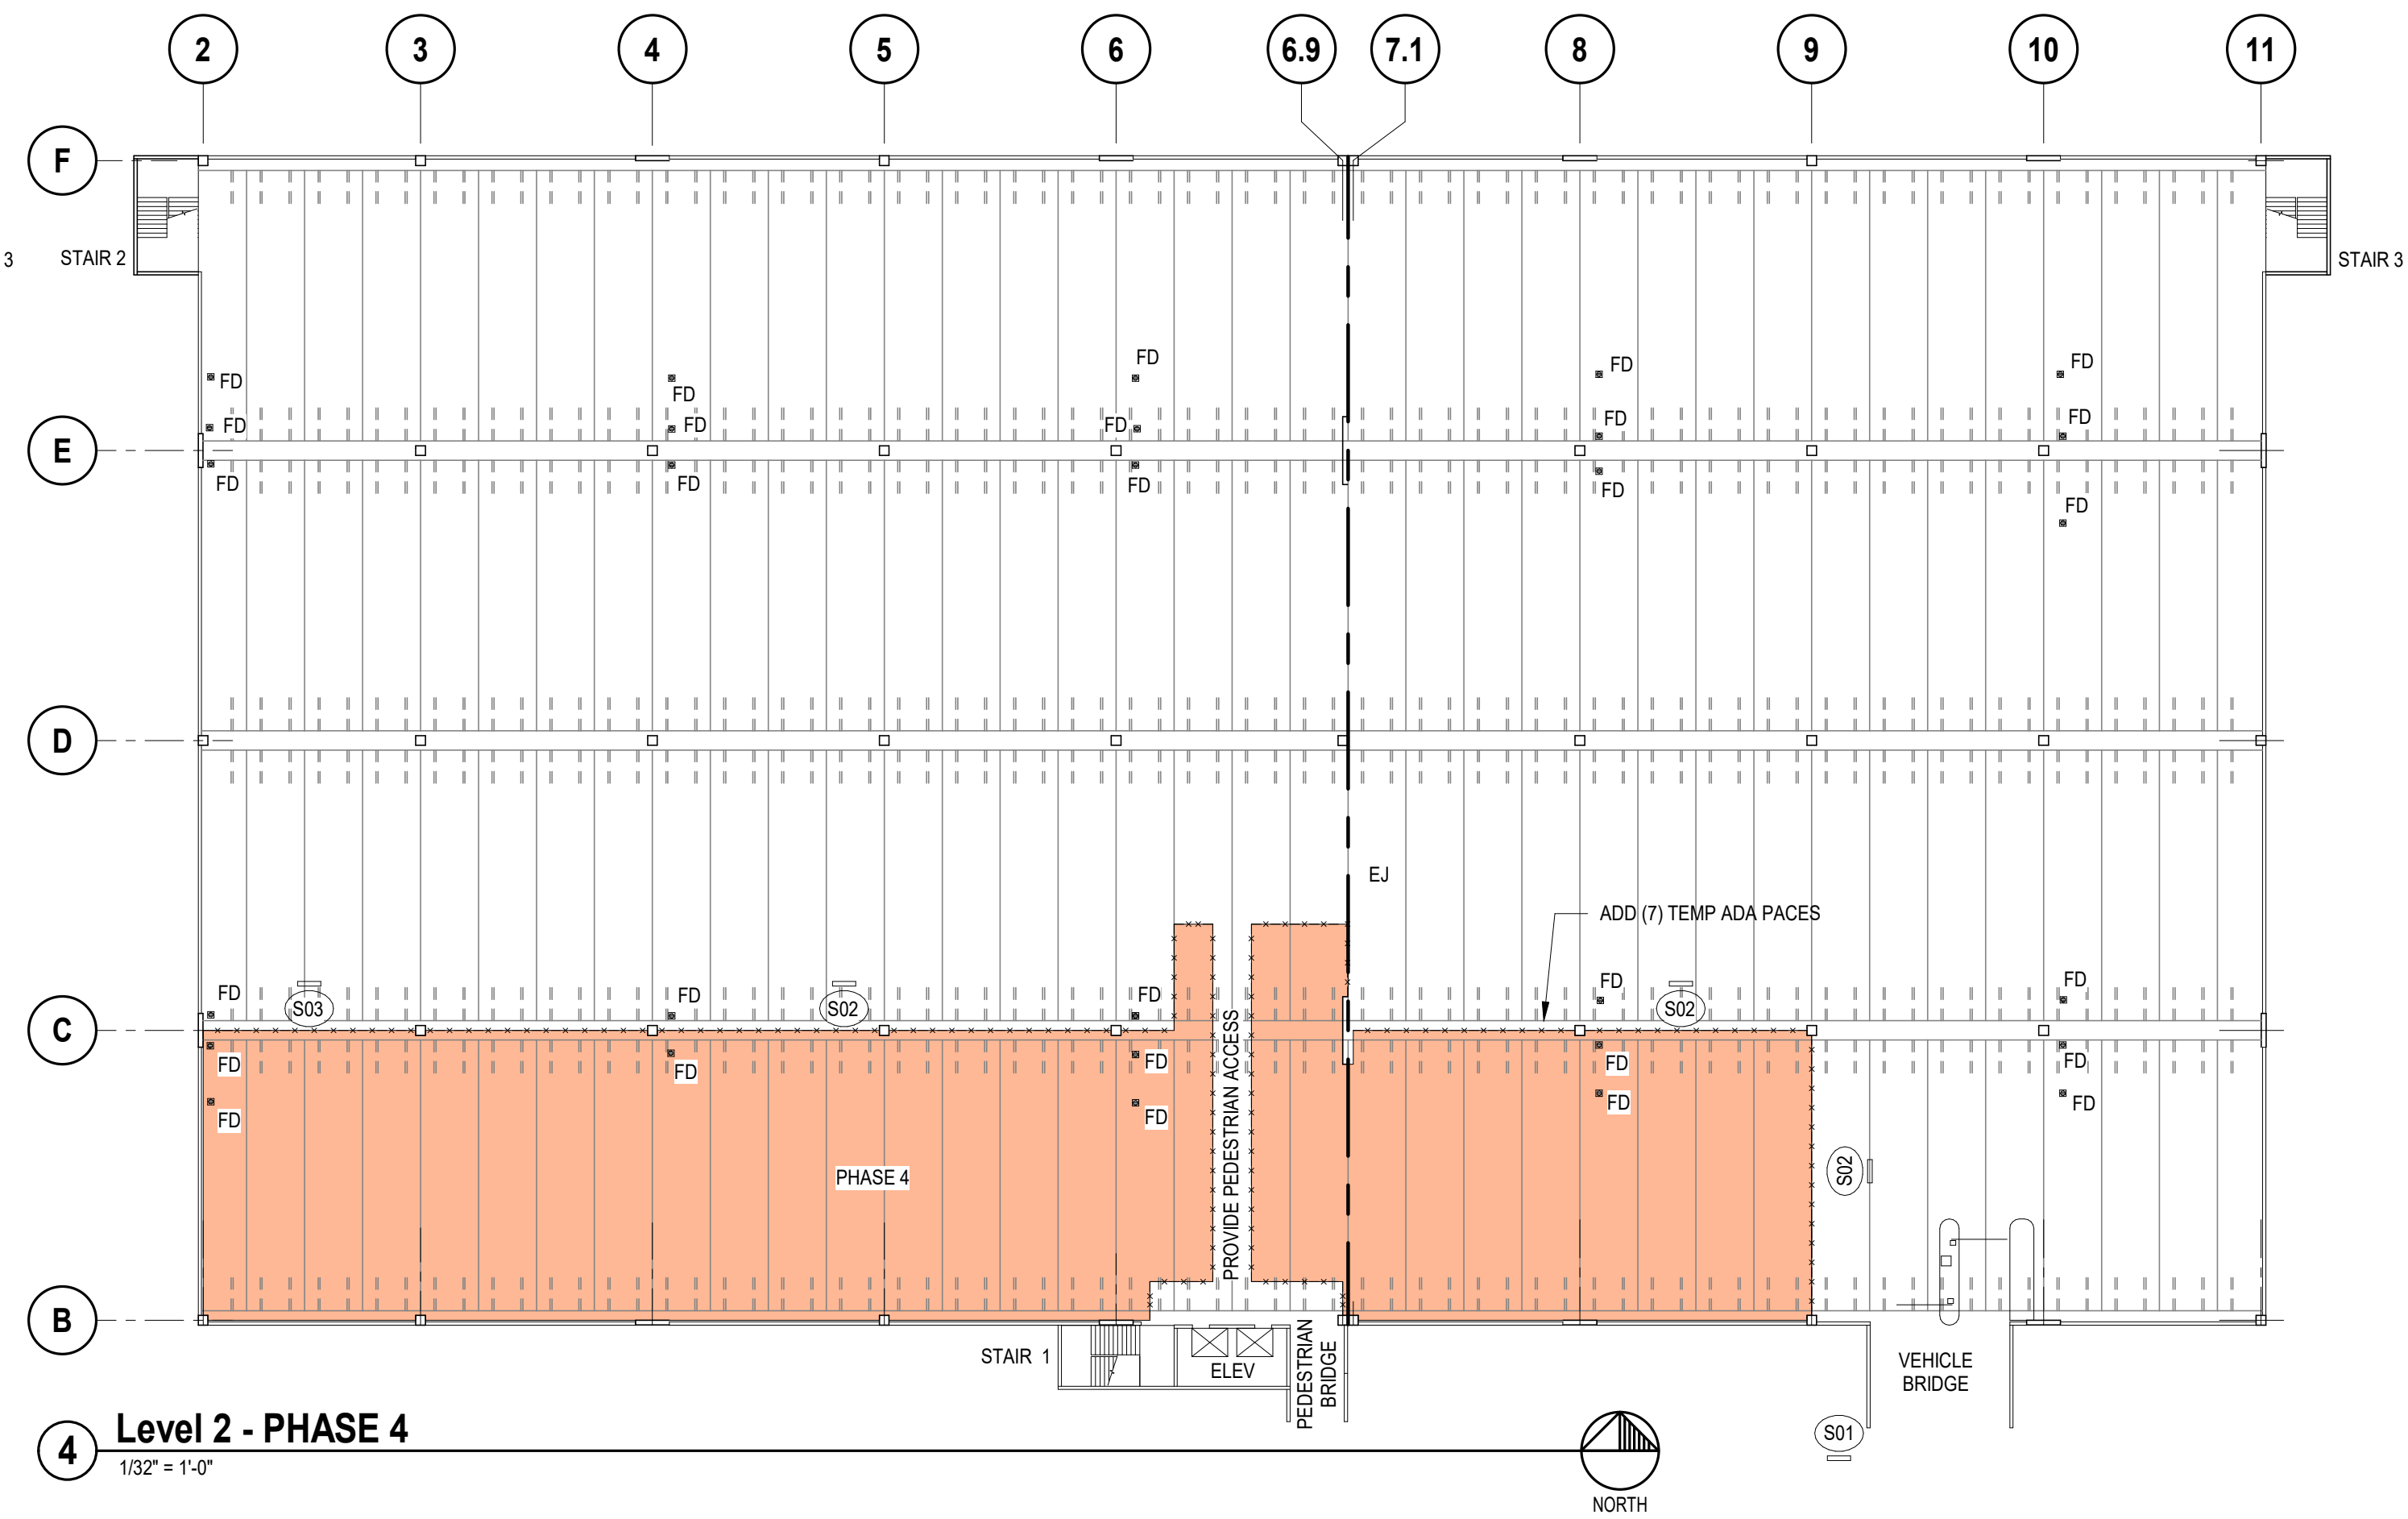 2 3 4 5 6 6.9 7.1 8 9 10 11
F
3 STAIR 2 STAIR 3
FD FD FD FD FD
FD FD FD FD FD
E
FD FD FD FD FD
D
EJ
ADD (7) TEMP ADA PACES
FD S03 FD S02 FD FD S02 FD
C
FD FD FD FD FD
FD FD FD FD
PROVIDE PEDESTRIAN ACCESS
PHASE 4
S02
B
STAIR 1
ELEV
PEDESTRIAN
BRIDGE
VEHICLE
BRIDGE
4 Level 2 - PHASE 4
1/32" = 1'-0"
S01
NORTH